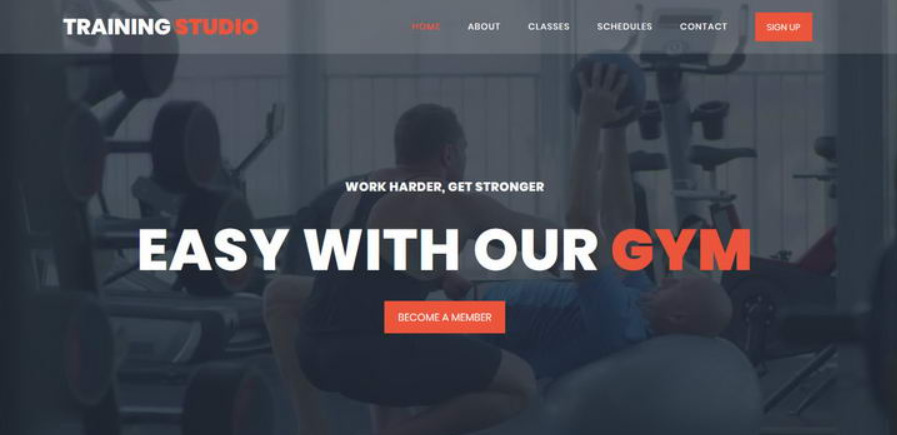 TRAINING STUDIO
HOME ABOUT CLASSES SCHEDULES CONTACT SIGN UP
WORK HARDER, GET STRONGER
EASY WITH OUR GYM
BECOME A MEMBER